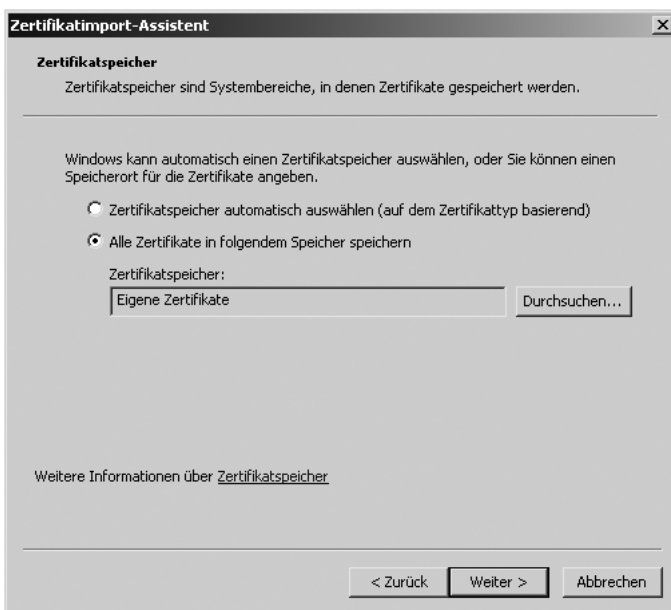 Zertifikatimport-Assistent
Zertifikatspeicher
Zertifikatspeicher sind Systembereiche, in denen Zertifikate gespeichert werden.
Windows kann automatisch einen Zertifikatspeicher auswählen, oder Sie können einen
Speicherort für die Zertifikate angeben.
Zertifikatspeicher automatisch auswählen (auf dem Zertifikattyp basierend)
Alle Zertifikate in folgendem Speicher speichern
Zertifikatspeicher:
Eigene Zertifikate
Durchsuchen...
Weitere Informationen über Zertifikatspeicher
< Zurück
Weiter >
Abbrechen